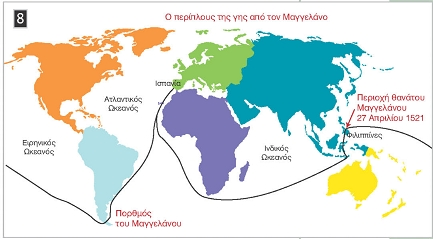 8
Ο περίπλους της γης από τον Μαγγελάνο
Ισπανία
Ατλαντικός
Ωκεανός
Περιοχή θανάτου
Μαγγελάνου
27 Απριλίου 1521
Φιλιππίνες
Ειρηνικός
Ωκεανός
Ινδικός
Ωκεανός
Πορθμός
του Μαγγελάνου